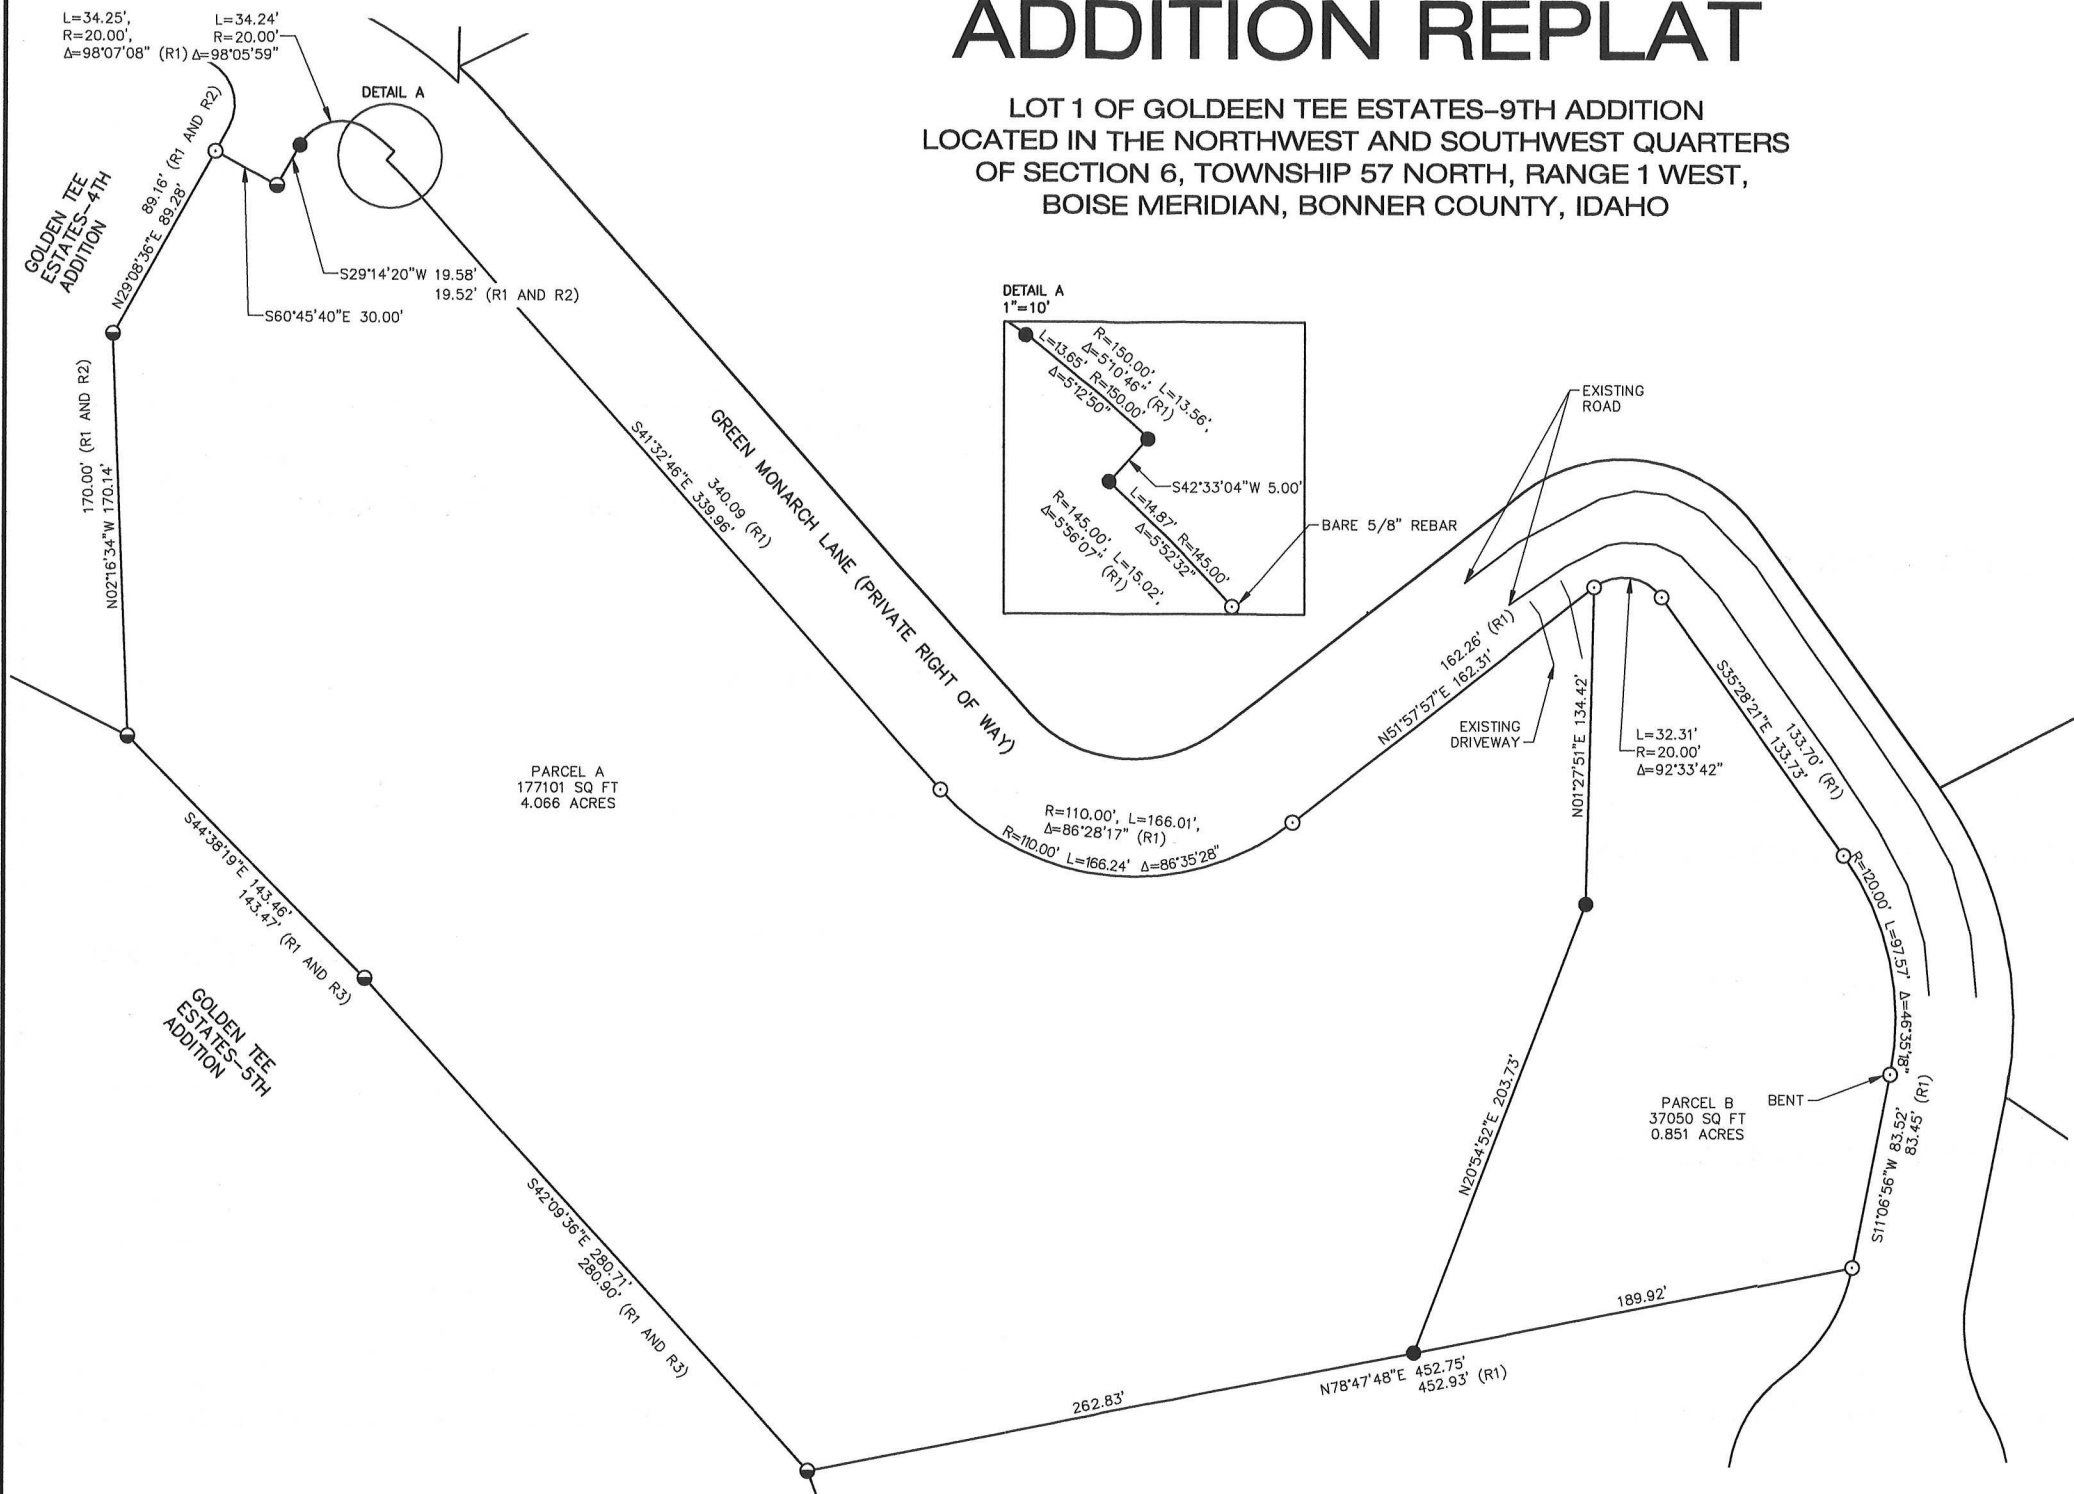 ADDITION REPLAT
LOT 1 OF GOLDEEN TEE ESTATES-9TH ADDITION
LOCATED IN THE NORTHWEST AND SOUTHWEST QUARTERS
OF SECTION 6, TOWNSHIP 57 NORTH, RANGE 1 WEST,
BOISE MERIDIAN, BONNER COUNTY, IDAHO
L=34.25',
R=20.00',
Δ=98°07'08" (R1)
L=34.24'
R=20.00'
Δ=98°05'59"
DETAIL A
89.16' (R1 AND R2)
N29°08'36"E 89.28'
GOLDEN TEE
ESTATES-4TH
ADDITION
S29°14'20"W 19.58'
19.52' (R1 AND R2)
S60°45'40"E 30.00'
170.00' (R1 AND R2)
N02°16'34"W 170.14'
DETAIL A
1"=10'
R=150.00', L=13.56',
Δ=5°10'46" (R1)
L=13.65' R=150.00'
Δ=5°12'50"
S42°33'04"W 5.00'
L=14.87' R=145.00'
Δ=5°52'32"
R=145.00', L=15.02',
Δ=5°56'07" (R1)
BARE 5/8" REBAR
EXISTING
ROAD
340.09 (R1)
S41°32'46"E 339.96'
GREEN MONARCH LANE (PRIVATE RIGHT OF WAY)
162.26' (R1)
N51°57'57"E 162.31'
EXISTING
DRIVEWAY
N01°27'51"E 134.42'
L=32.31'
R=20.00'
Δ=92°33'42"
133.70' (R1)
S35°28'21"E 133.73'
PARCEL A
177101 SQ FT
4.066 ACRES
R=110.00', L=166.01',
Δ=86°28'17" (R1)
R=110.00' L=166.24' Δ=86°35'28"
R=120.00' L=97.57' Δ=46°35'18"
S44°38'19"E 143.46'
143.47' (R1 AND R3)
GOLDEN TEE
ESTATES-5TH
ADDITION
PARCEL B
37050 SQ FT
0.851 ACRES
BENT
S11°06'56"W 83.52'
83.45' (R1)
N20°54'52"E 203.73'
S42°09'36"E 280.71'
280.90' (R1 AND R3)
189.92'
N78°47'48"E 452.75'
452.93' (R1)
262.83'